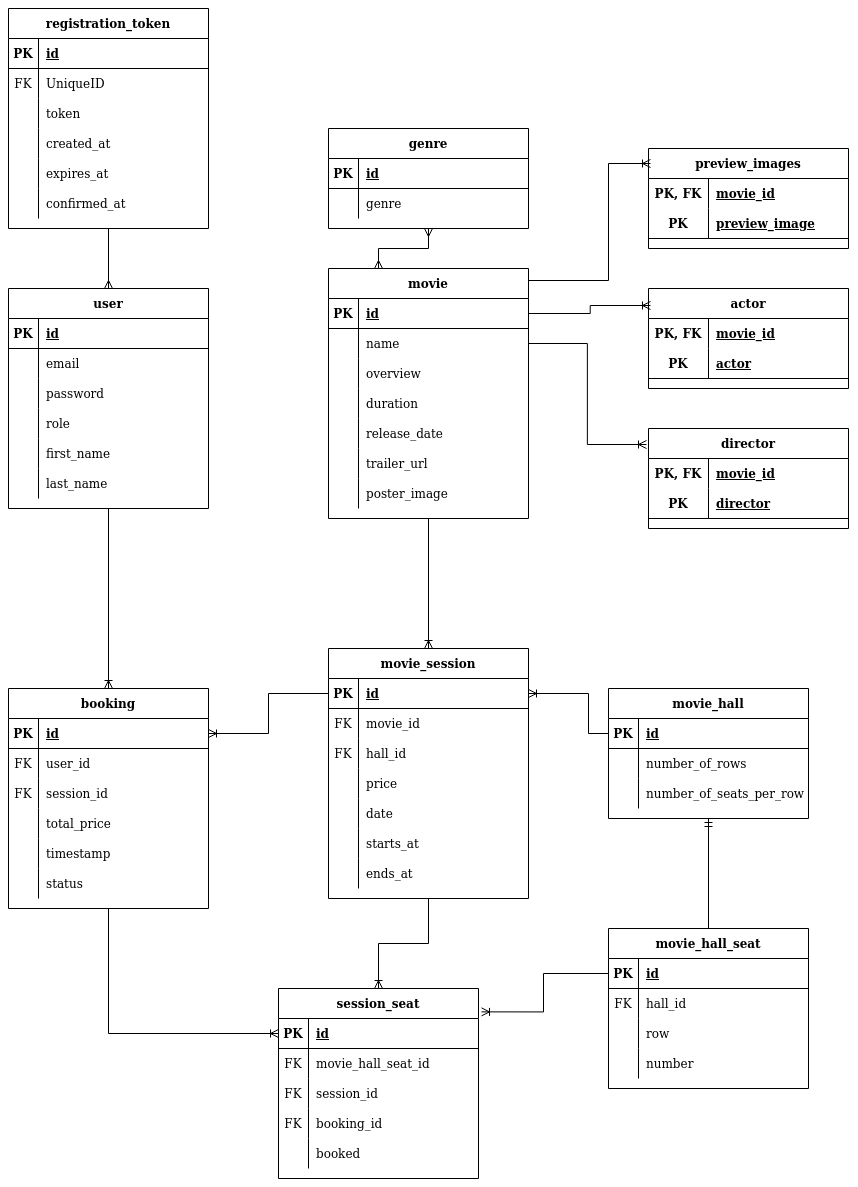 registration_token
PK id
FK UniqueID
token
created_at
expires_at
confirmed_at
genre
PK id
genre
preview_images
PK, FK movie_id
PK preview_image
user
PK id
email
password
role
first_name
last_name
movie
PK id
name
overview
duration
release_date
trailer_url
poster_image
actor
PK, FK movie_id
PK actor
director
PK, FK movie_id
PK director
booking
PK id
FK user_id
FK session_id
total_price
timestamp
status
movie_session
PK id
FK movie_id
FK hall_id
price
date
starts_at
ends_at
movie_hall
PK id
number_of_rows
number_of_seats_per_row
session_seat
PK id
FK movie_hall_seat_id
FK session_id
FK booking_id
booked
movie_hall_seat
PK id
FK hall_id
row
number